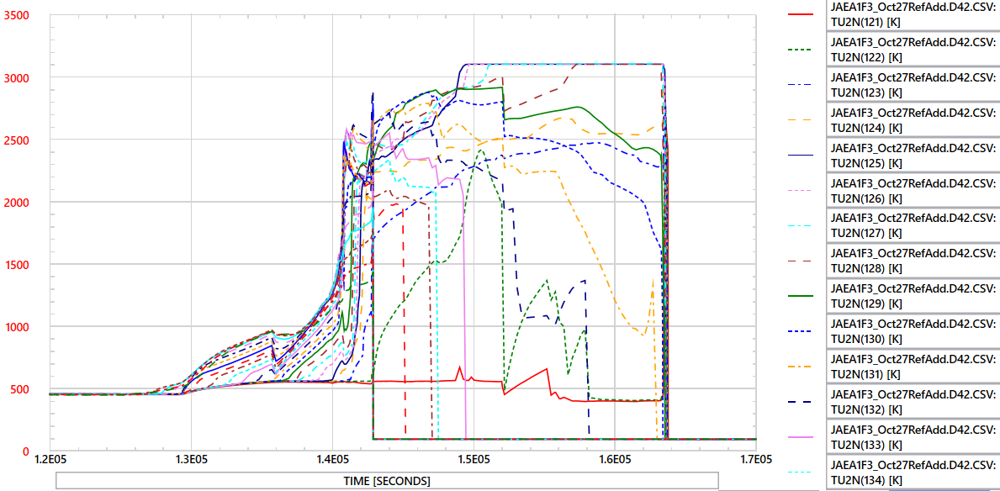 3500
3000
2500
2000
1500
1000
500
0
1.2E05
1.3E05
1.4E05
1.5E05
1.6E05
1.7E05
TIME [SECONDS]
JAEA1F3_Oct27RefAdd.D42.CSV:
TU2N(121) [K]
JAEA1F3_Oct27RefAdd.D42.CSV:
TU2N(122) [K]
JAEA1F3_Oct27RefAdd.D42.CSV:
TU2N(123) [K]
JAEA1F3_Oct27RefAdd.D42.CSV:
TU2N(124) [K]
JAEA1F3_Oct27RefAdd.D42.CSV:
TU2N(125) [K]
JAEA1F3_Oct27RefAdd.D42.CSV:
TU2N(126) [K]
JAEA1F3_Oct27RefAdd.D42.CSV:
TU2N(127) [K]
JAEA1F3_Oct27RefAdd.D42.CSV:
TU2N(128) [K]
JAEA1F3_Oct27RefAdd.D42.CSV:
TU2N(129) [K]
JAEA1F3_Oct27RefAdd.D42.CSV:
TU2N(130) [K]
JAEA1F3_Oct27RefAdd.D42.CSV:
TU2N(131) [K]
JAEA1F3_Oct27RefAdd.D42.CSV:
TU2N(132) [K]
JAEA1F3_Oct27RefAdd.D42.CSV:
TU2N(133) [K]
JAEA1F3_Oct27RefAdd.D42.CSV:
TU2N(134) [K]